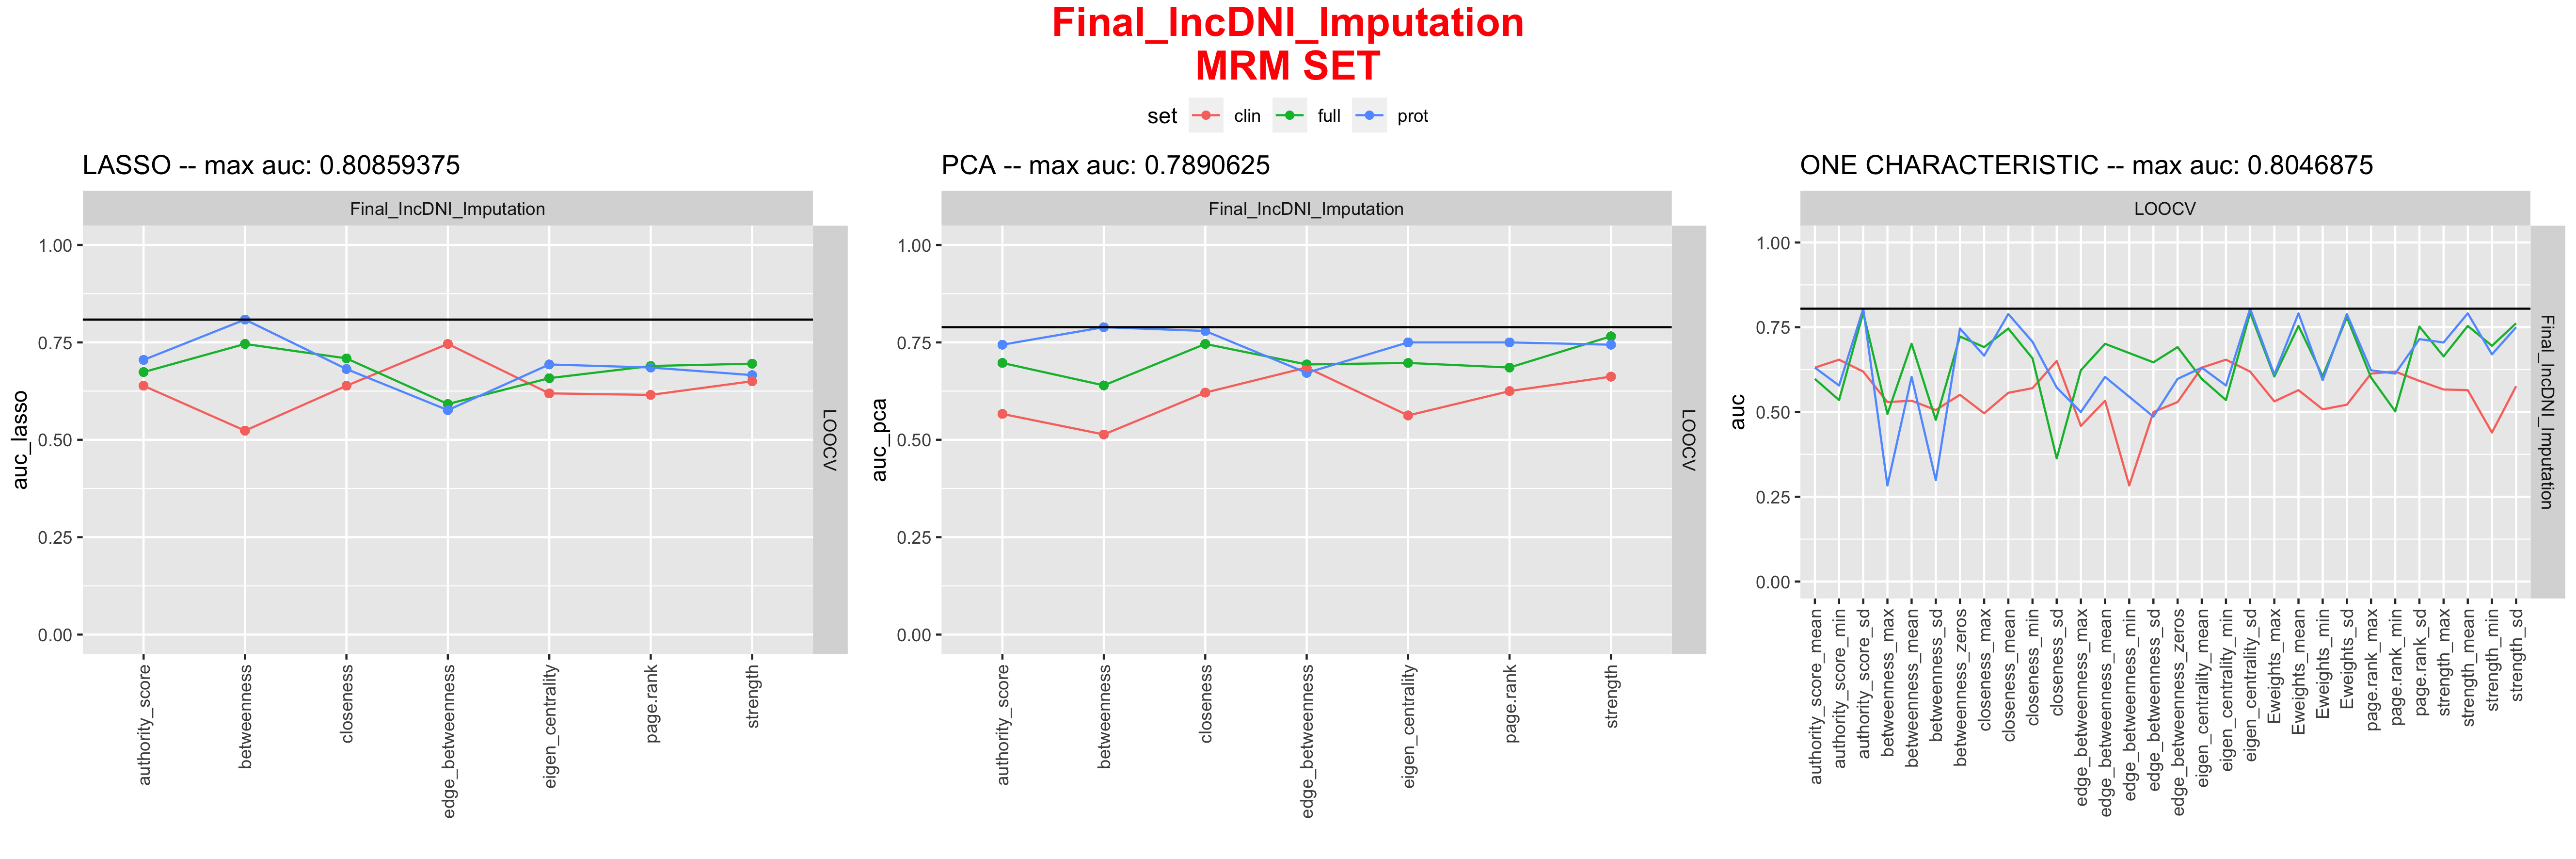 Final_IncDNI_Imputation
MRM SET
set clin full prot
LASSO -- max auc: 0.80859375
Final_IncDNI_Imputation
auc_lasso
1.00
0.75
0.50
0.25
0.00
LOOCV
authority_score
betweenness
closeness
edge_betweenness
eigen_centrality
page.rank
strength
PCA -- max auc: 0.7890625
Final_IncDNI_Imputation
auc_pca
1.00
0.75
0.50
0.25
0.00
LOOCV
authority_score
betweenness
closeness
edge_betweenness
eigen_centrality
page.rank
strength
ONE CHARACTERISTIC -- max auc: 0.8046875
LOOCV
auc
1.00
0.75
0.50
0.25
0.00
Final_IncDNI_Imputation
authority_score_mean
authority_score_min
authority_score_sd
betweenness_max
betweenness_mean
betweenness_sd
betweenness_zeros
closeness_max
closeness_mean
closeness_min
closeness_sd
edge_betweenness_max
edge_betweenness_mean
edge_betweenness_min
edge_betweenness_sd
edge_betweenness_zeros
eigen_centrality_mean
eigen_centrality_min
eigen_centrality_sd
Eweights_max
Eweights_mean
Eweights_min
Eweights_sd
page.rank_max
page.rank_min
page.rank_sd
strength_max
strength_mean
strength_min
strength_sd